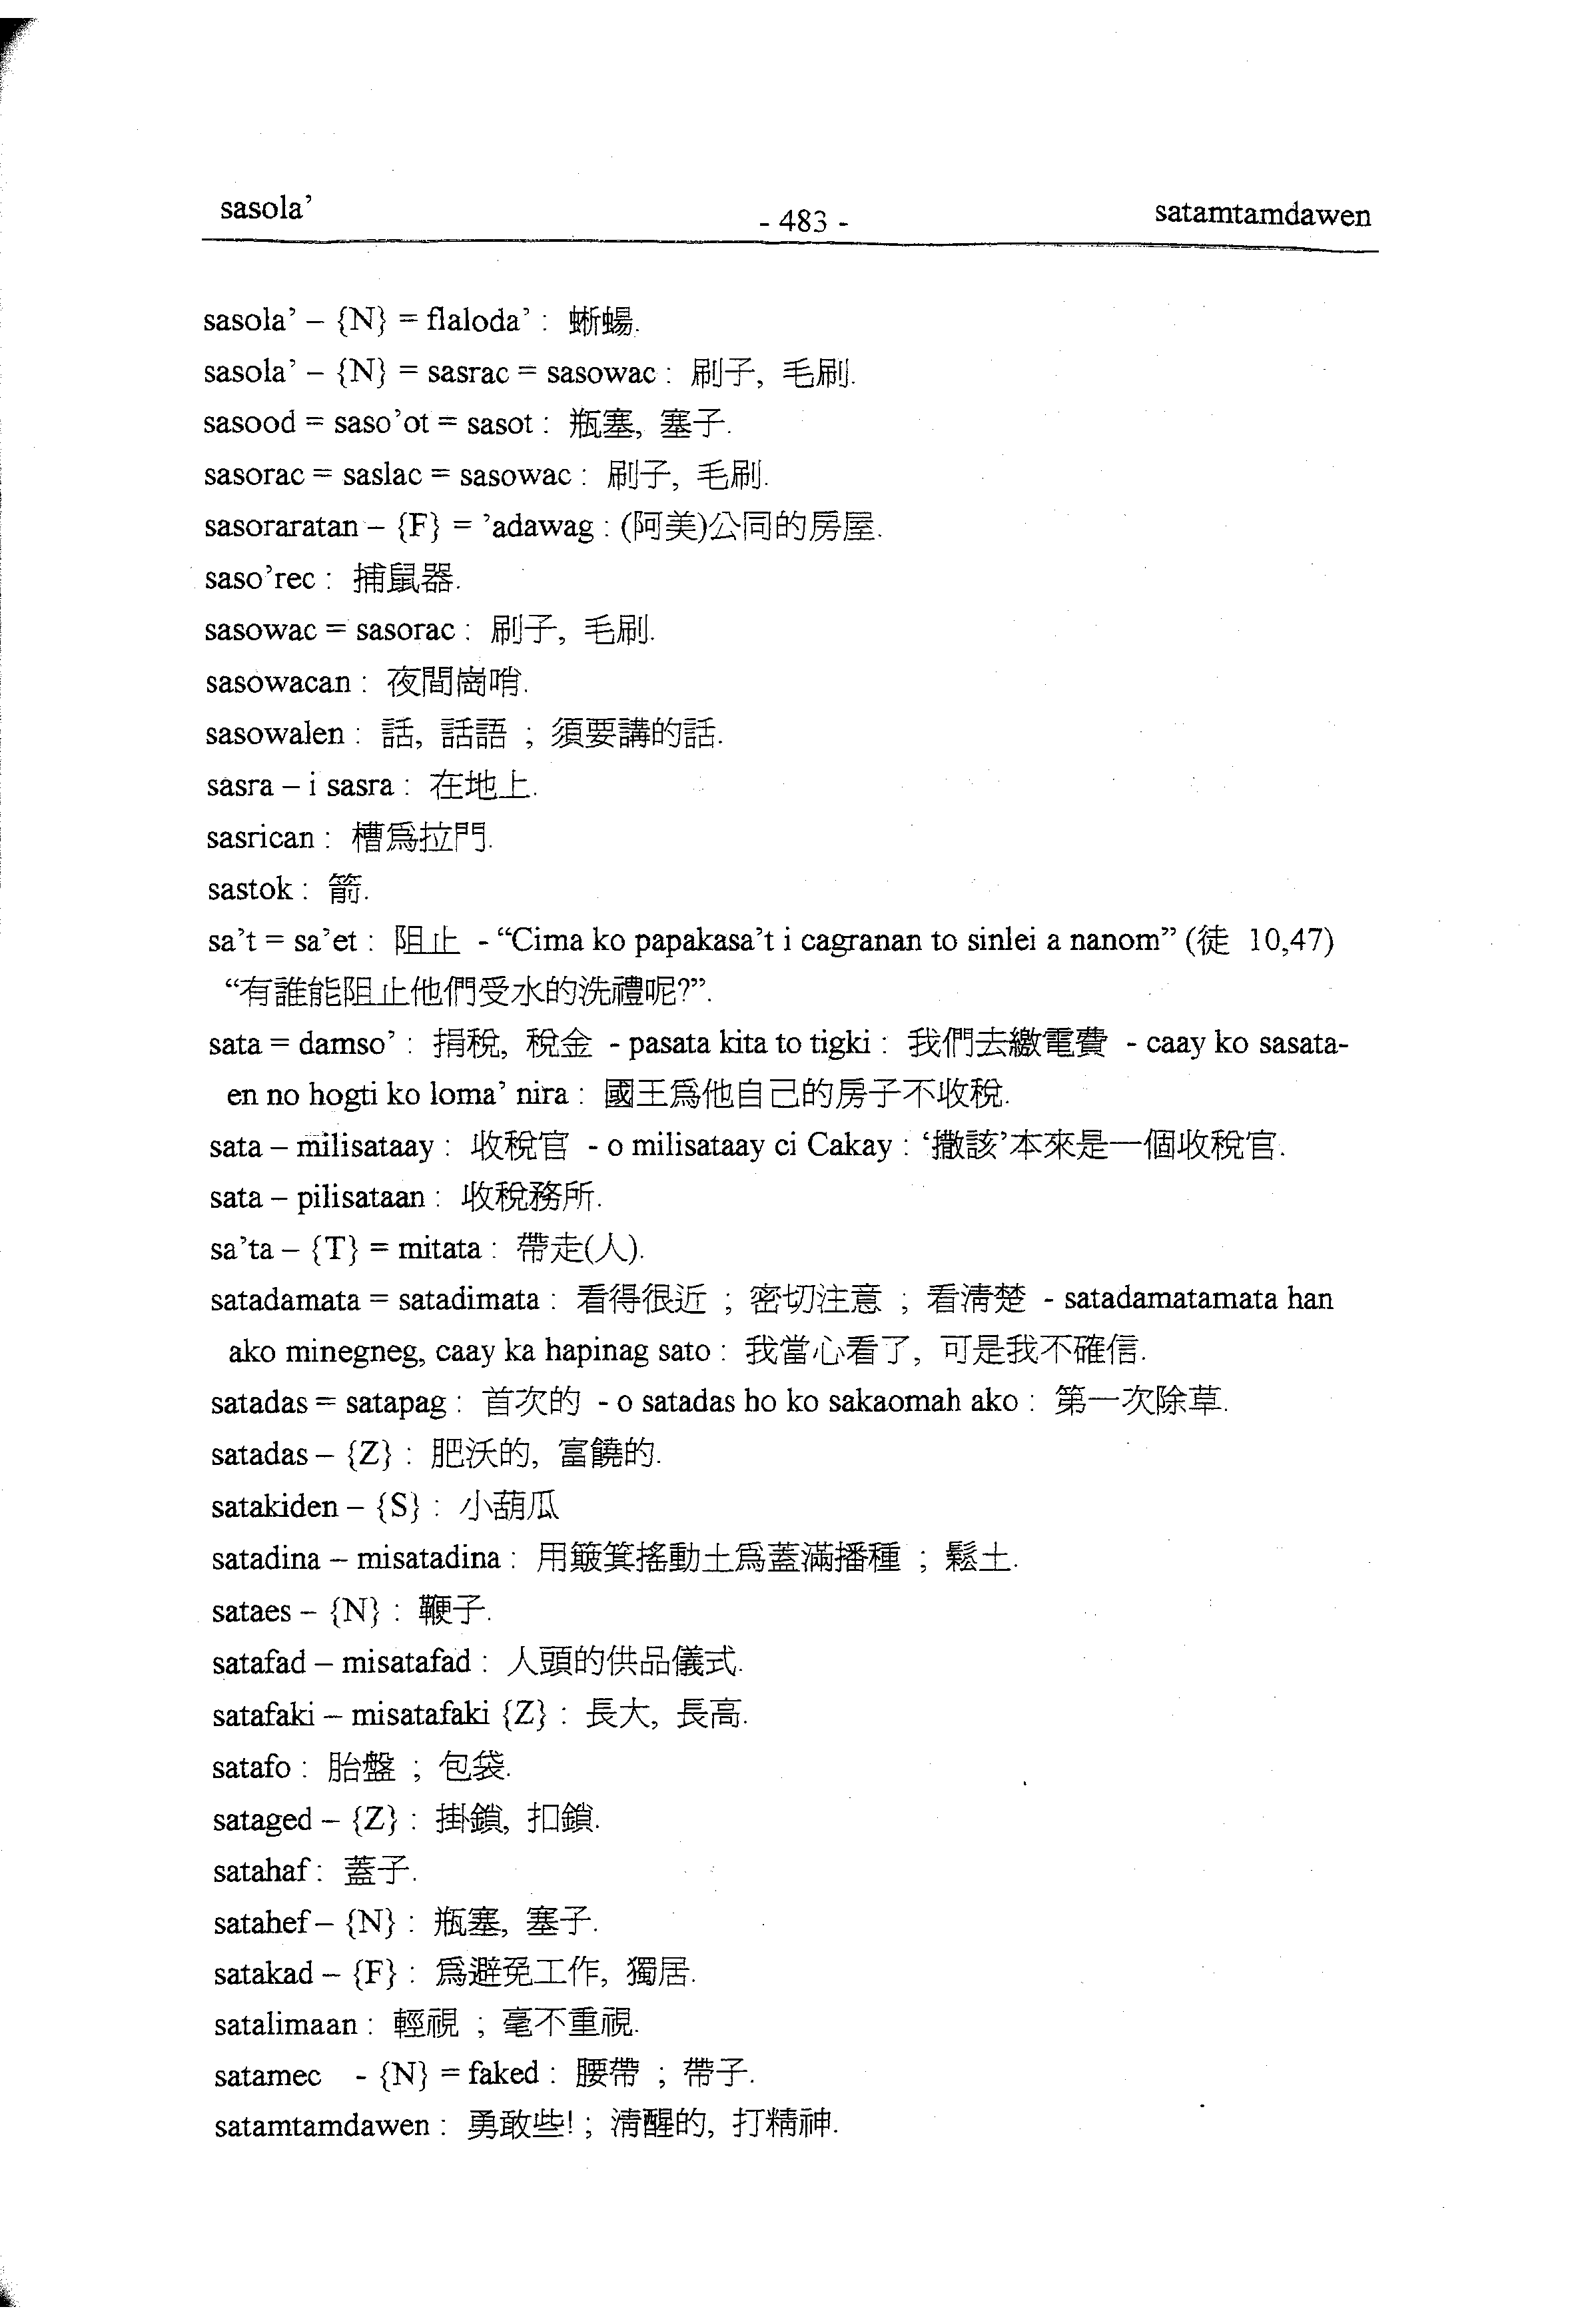 sasola’
- 483 -
satamtamdawen
sasola’ – {N} = flaloda’ : 蜥蝪.
sasola’ – {N} = sasrac = sasowac : 刷子, 毛刷.
sasood = saso’ot = sasot : 瓶塞, 塞子.
sasorac = saslac = sasowac : 刷子, 毛刷.
sasoraratan – {F} = ’adawag : (阿美)公同的房屋.
saso’rec : 捕鼠器.
sasowac = sasorac : 刷子, 毛刷.
sasowacan : 夜間崗哨.
sasowalen : 話, 話語 ; 須要講的話.
sasra – i sasra : 在地上.
sasrican : 槽爲拉門.
sastok : 箭.
sa’t = sa’et : 阻止 - “Cima ko papakasa’t i cagranan to sinlei a nanom” (徒 10,47)
“有誰能阻止他們受水的洗禮呢?”.
sata = damso’ : 捐稅, 稅金 - pasata kita to tigki : 我們去繳電費 - caay ko sasata-
en no hogti ko loma’ nira : 國王爲他自己的房子不收稅.
sata – milisataay : 收稅官 - o milisataay ci Cakay : ‘撒該’本來是一個收稅官.
sata – pilisataan : 收稅務所.
sa’ta – {T} = mitata : 帶走(人).
satadamata = satadimata : 看得很近 ; 密切注意 ; 看清楚 - satadamatamata han
ako minegneg, caay ka hapinag sato : 我當心看了, 可是我不確信.
satadas = satapag : 首次的 - o satadas ho ko sakaomah ako : 第一次除草.
satadas – {Z} : 肥沃的, 富饒的.
satakiden – {S} : 小葫瓜
satadina – misatadina : 用簸箕搖動土爲蓋滿播種 ; 鬆土.
sataes – {N} : 鞭子.
satafad – misatafad : 人頭的供品儀式.
satafaki – misatafaki {Z} : 長大, 長高.
satafo : 胎盤 ; 包袋.
sataged – {Z} : 掛鎖, 扣鎖.
satahaf : 蓋子.
satahef – {N} : 瓶塞, 塞子.
satakad – {F} : 爲避免工作, 獨居.
satalimaan : 輕視 ; 毫不重視.
satamec - {N} = faked : 腰帶 ; 帶子.
satamtamdawen : 勇敢些! ; 清醒的, 打精神.